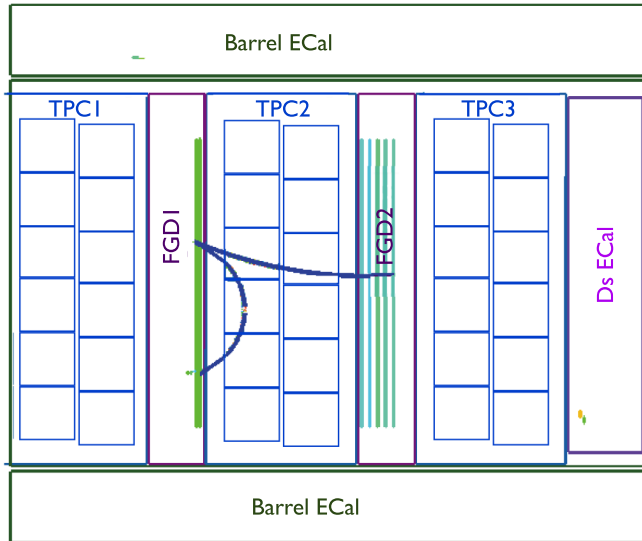 Barrel ECal
TPC1
TPC2
TPC3
FGD1
FGD2
Ds ECal
Barrel ECal